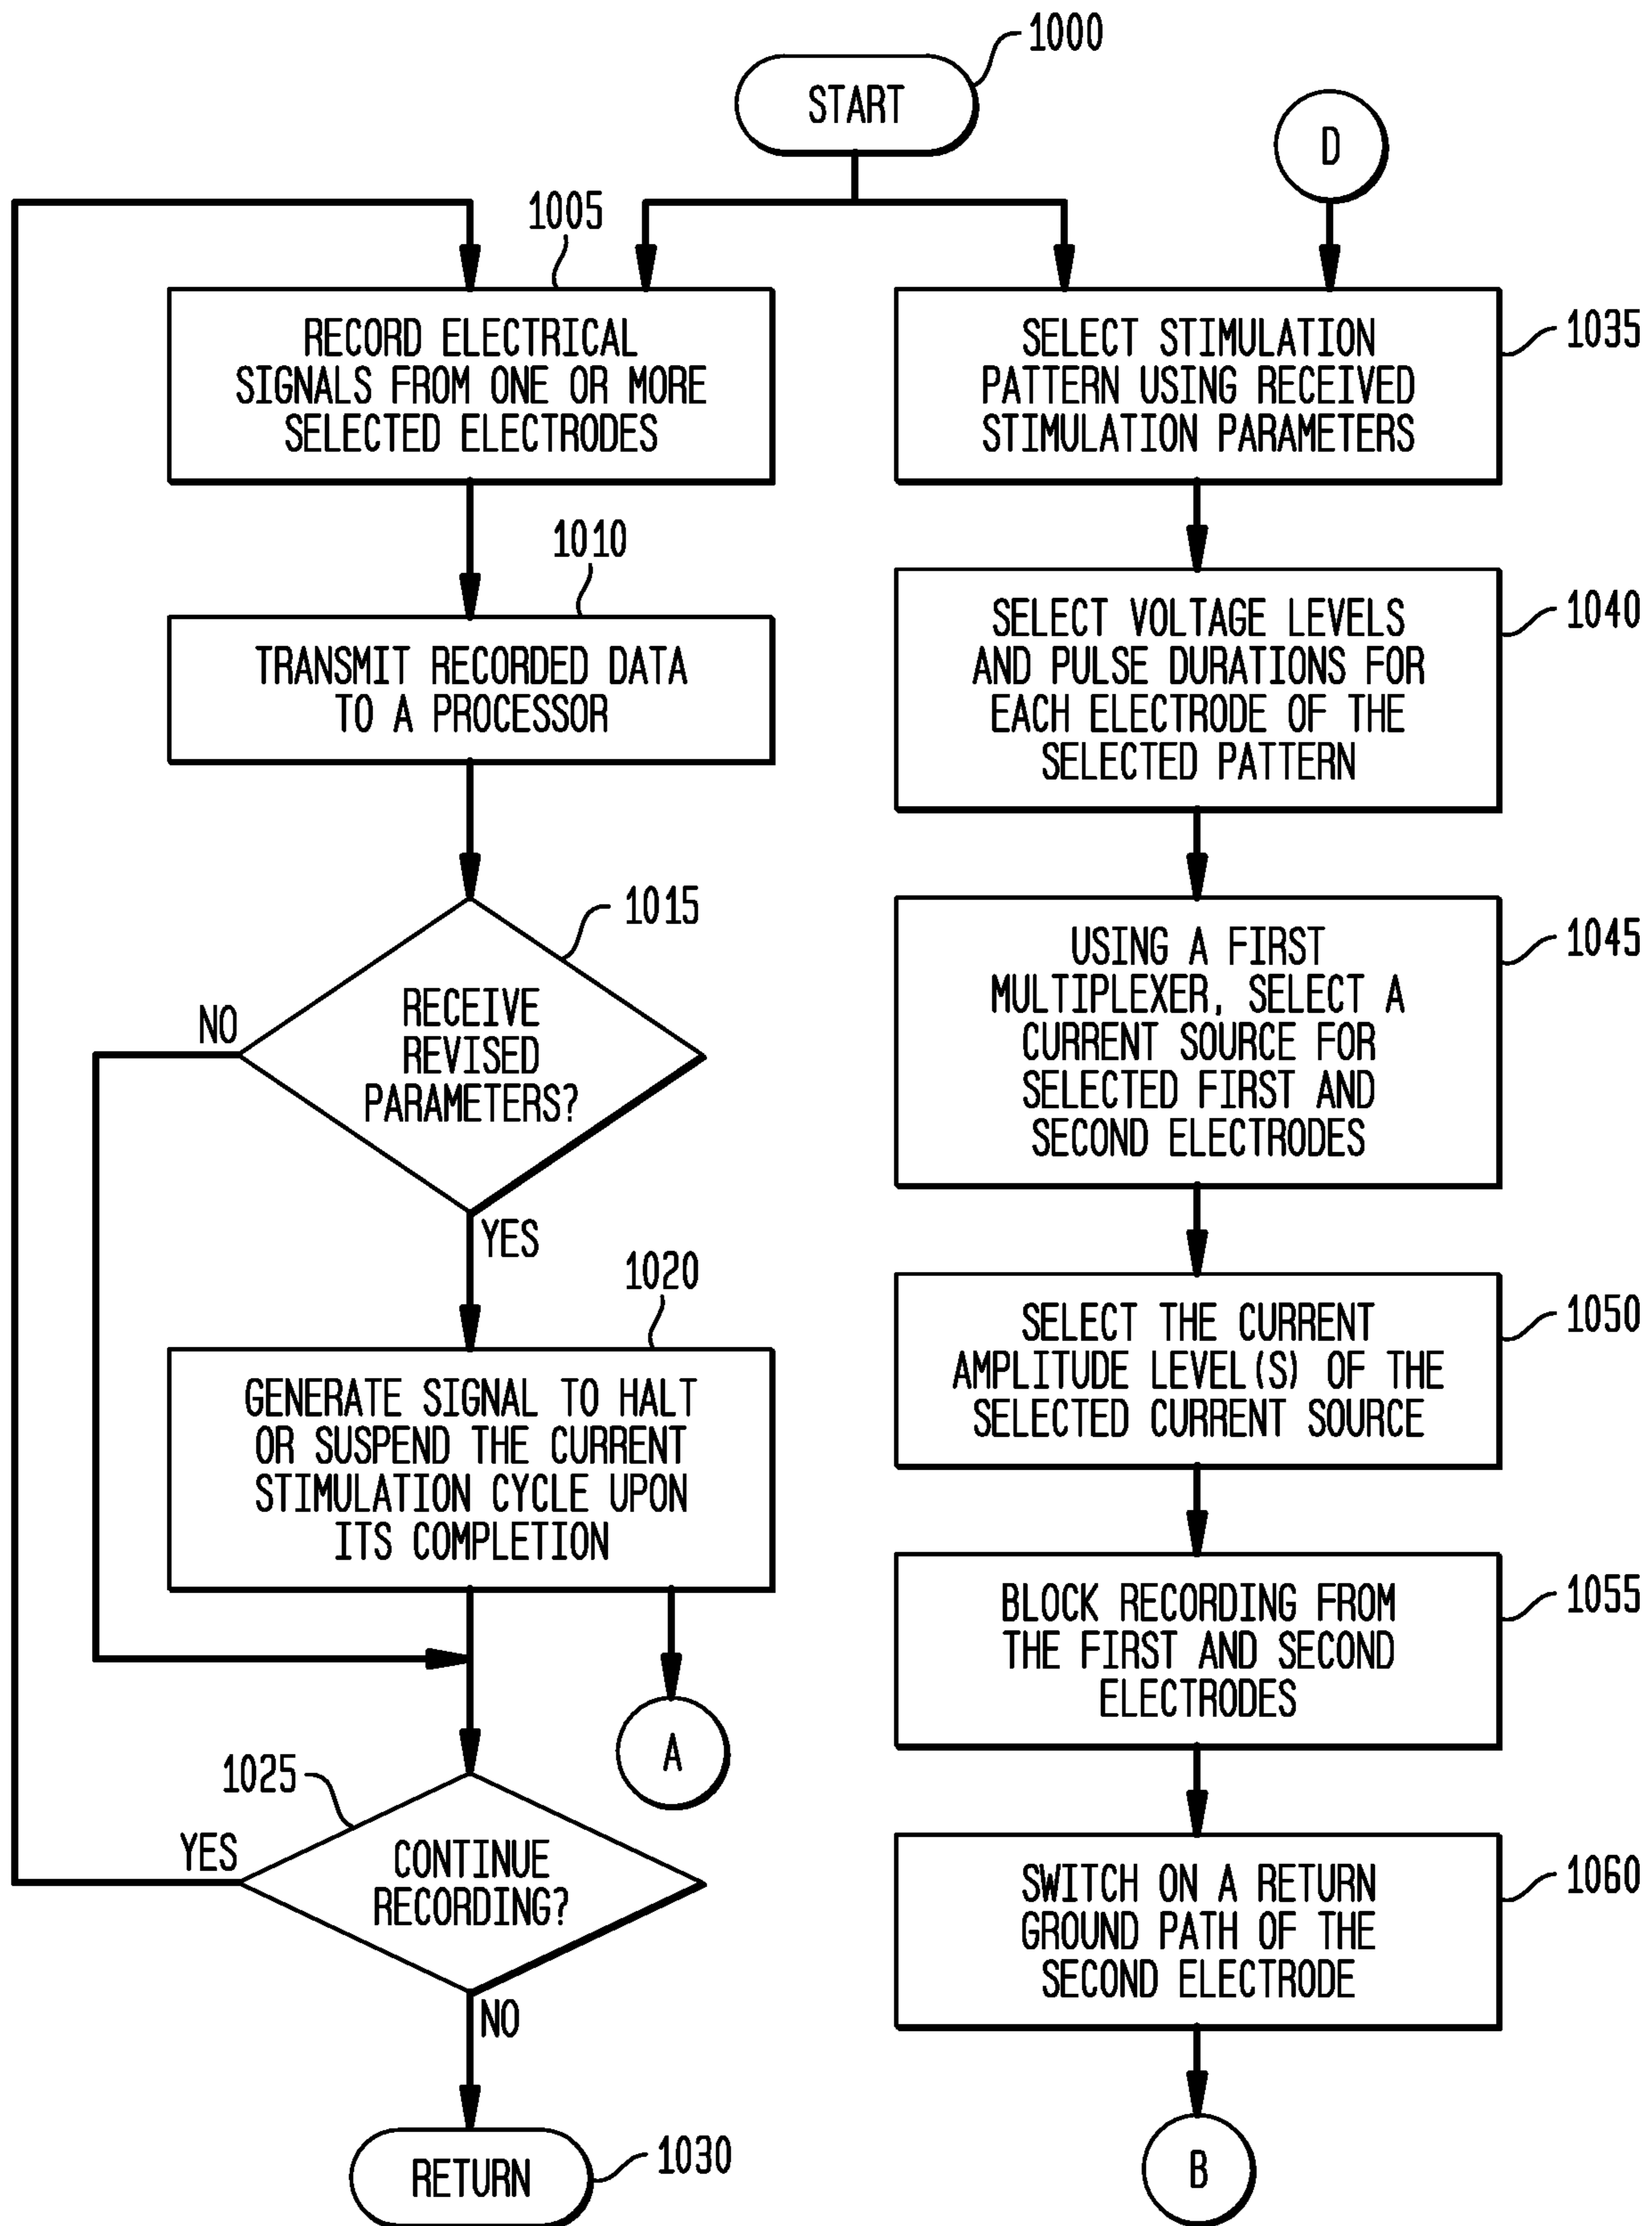 1000
START
D
1005
RECORD ELECTRICAL
SIGNALS FROM ONE OR MORE
SELECTED ELECTRODES
1010
TRANSMIT RECORDED DATA
TO A PROCESSOR
1015
RECEIVE
REVISED
PARAMETERS?
NO
YES
1020
GENERATE SIGNAL TO HALT
OR SUSPEND THE CURRENT
STIMULATION CYCLE UPON
ITS COMPLETION
A
1025
CONTINUE
RECORDING?
YES
NO
RETURN
1030
SELECT STIMULATION
PATTERN USING RECEIVED
STIMULATION PARAMETERS
1035
SELECT VOLTAGE LEVELS
AND PULSE DURATIONS FOR
EACH ELECTRODE OF THE
SELECTED PATTERN
1040
USING A FIRST
MULTIPLEXER, SELECT A
CURRENT SOURCE FOR
SELECTED FIRST AND
SECOND ELECTRODES
1045
SELECT THE CURRENT
AMPLITUDE LEVEL(S) OF THE
SELECTED CURRENT SOURCE
1050
BLOCK RECORDING FROM
THE FIRST AND SECOND
ELECTRODES
1055
SWITCH ON A RETURN
GROUND PATH OF THE
SECOND ELECTRODE
1060
B